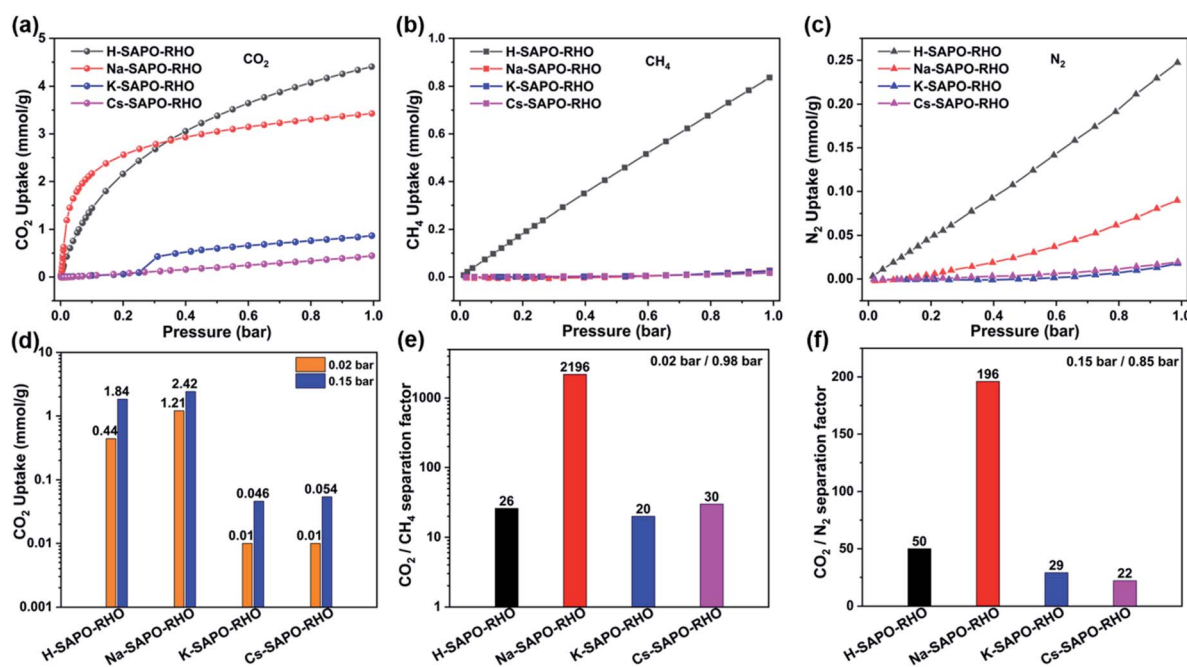 (a)
5
4
3
2
1
0
CO₂ Uptake (mmol/g)
H-SAPO-RHO
Na-SAPO-RHO
K-SAPO-RHO
Cs-SAPO-RHO
CO₂
0.0 0.2 0.4 0.6 0.8 1.0
Pressure (bar)
(b)
1.0
0.8
0.6
0.4
0.2
0.0
CH₄ Uptake (mmol/g)
H-SAPO-RHO
Na-SAPO-RHO
K-SAPO-RHO
Cs-SAPO-RHO
CH₄
0.0 0.2 0.4 0.6 0.8 1.0
Pressure (bar)
(c)
0.25
0.20
0.15
0.10
0.05
0.00
N₂ Uptake (mmol/g)
H-SAPO-RHO
Na-SAPO-RHO
K-SAPO-RHO
Cs-SAPO-RHO
N₂
0.0 0.2 0.4 0.6 0.8 1.0
Pressure (bar)
(d)
10
1
0.1
0.01
0.001
CO₂ Uptake (mmol/g)
0.02 bar
0.15 bar
0.44 1.84
1.21 2.42
0.01 0.046
0.01 0.054
H-SAPO-RHO
Na-SAPO-RHO
K-SAPO-RHO
Cs-SAPO-RHO
(e)
1000
100
10
1
CO₂ / CH₄ separation factor
0.02 bar / 0.98 bar
26
2196
20
30
H-SAPO-RHO
Na-SAPO-RHO
K-SAPO-RHO
Cs-SAPO-RHO
(f)
200
150
100
50
0
CO₂ / N₂ separation factor
0.15 bar / 0.85 bar
50
196
29
22
H-SAPO-RHO
Na-SAPO-RHO
K-SAPO-RHO
Cs-SAPO-RHO